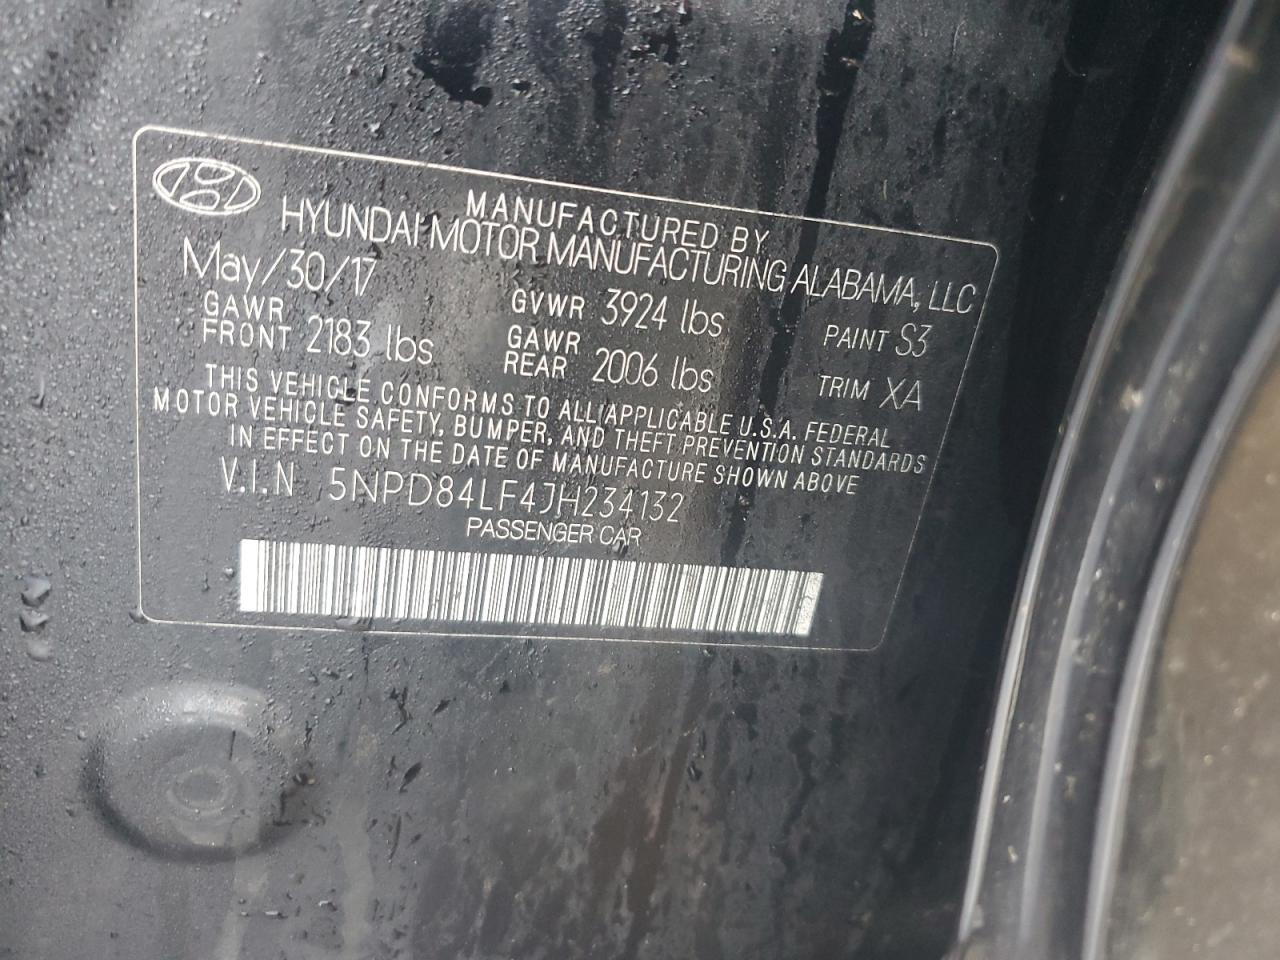 MANUFACTURED BY
HYUNDAI MOTOR MANUFACTURING ALABAMA, LLC
May/30/17 GVWR 3924 lbs PAINT S3
GAWR FRONT 2183 lbs GAWR REAR 2006 lbs TRIM XA
THIS VEHICLE CONFORMS TO ALL APPLICABLE U.S.A. FEDERAL
MOTOR VEHICLE SAFETY, BUMPER, AND THEFT PREVENTION STANDARDS
IN EFFECT ON THE DATE OF MANUFACTURE SHOWN ABOVE
V.I.N 5NPD84LF4JH234132
PASSENGER CAR